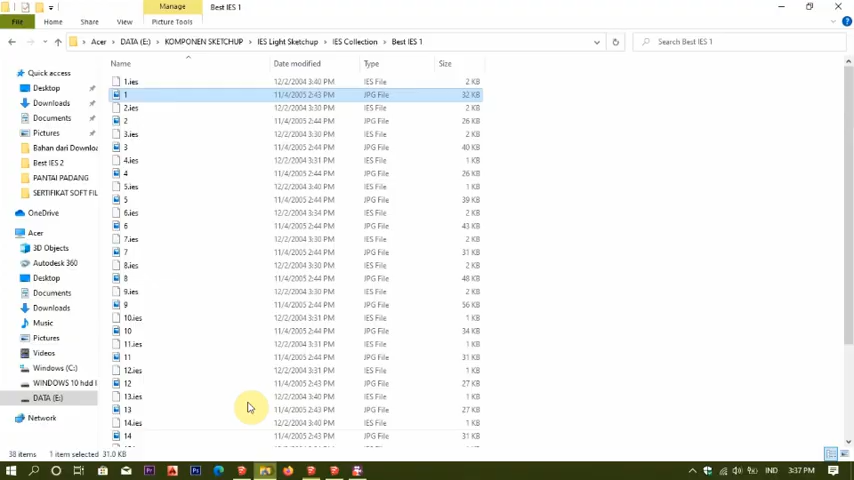 Manage
Best IES 1
File Home Share View Picture Tools
Acer DATA (E:) KOMPONEN SKETCHUP IES Light Sketchup IES Collection Best IES 1
Search Best IES 1
Name Date modified Type Size
Quick access
Desktop
Downloads
Documents
Pictures
Bahan dari Downlo
Best IES 2
PANTAI PADANG
SERTIFIKAT SOFT FIL
OneDrive
Acer
3D Objects
Autodesk 360
Desktop
Documents
Downloads
Music
Pictures
Videos
Windows (C:)
WINDOWS 10 hdd
DATA (E:)
Network
1.ies 12/2/2004 3:40 PM IES File 2 KB
1 11/4/2005 2:43 PM JPG File 32 KB
2.ies 12/2/2004 3:30 PM IES File 2 KB
2 11/4/2005 2:44 PM JPG File 26 KB
3.ies 12/2/2004 3:30 PM IES File 2 KB
3 11/4/2005 2:44 PM JPG File 40 KB
4.ies 12/2/2004 3:31 PM IES File 1 KB
4 11/4/2005 2:44 PM JPG File 26 KB
5.ies 12/2/2004 3:40 PM IES File 1 KB
5 11/4/2005 2:44 PM JPG File 39 KB
6.ies 12/2/2004 3:34 PM IES File 2 KB
6 11/4/2005 2:44 PM JPG File 43 KB
7.ies 12/2/2004 3:30 PM IES File 2 KB
7 11/4/2005 2:44 PM JPG File 31 KB
8.ies 12/2/2004 3:30 PM IES File 2 KB
8 11/4/2005 2:44 PM JPG File 48 KB
9.ies 12/2/2004 3:30 PM IES File 2 KB
9 11/4/2005 2:44 PM JPG File 56 KB
10.ies 12/2/2004 3:31 PM IES File 1 KB
10 11/4/2005 2:44 PM JPG File 34 KB
11.ies 12/2/2004 3:44 PM IES File 1 KB
11 11/4/2005 2:44 PM JPG File 31 KB
12.ies 12/2/2004 3:30 PM IES File 1 KB
12 11/4/2005 2:43 PM JPG File 27 KB
13.ies 12/2/2004 3:40 PM IES File 1 KB
13 11/4/2005 2:43 PM JPG File 27 KB
14.ies 12/2/2004 3:40 PM IES File 1 KB
14 11/4/2005 2:43 PM JPG File 31 KB
38 items 1 item selected 31.0 KB
IND 3:37 PM